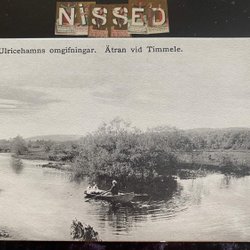 NiSSED
Ulricehamns omgifningar. Ätran vid Timmele.